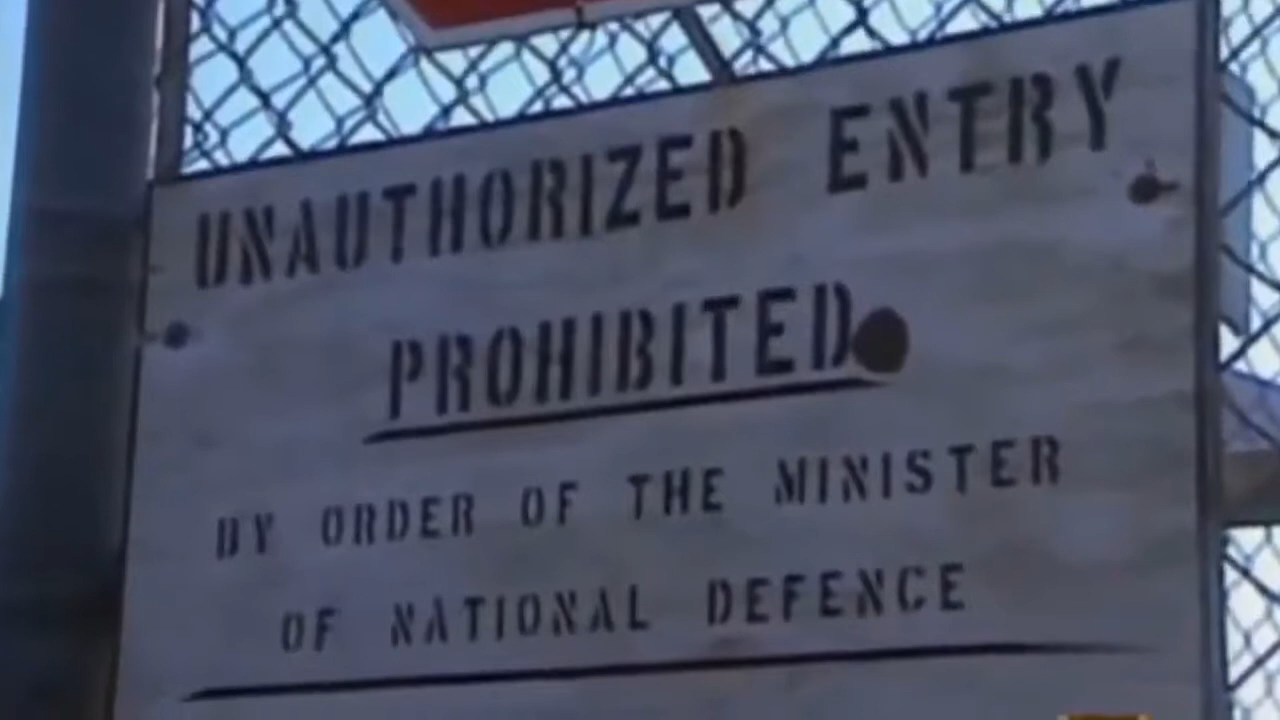 UNAUTHORIZED ENTRY
PROHIBITED
BY ORDER OF THE MINISTER
OF NATIONAL DEFENCE